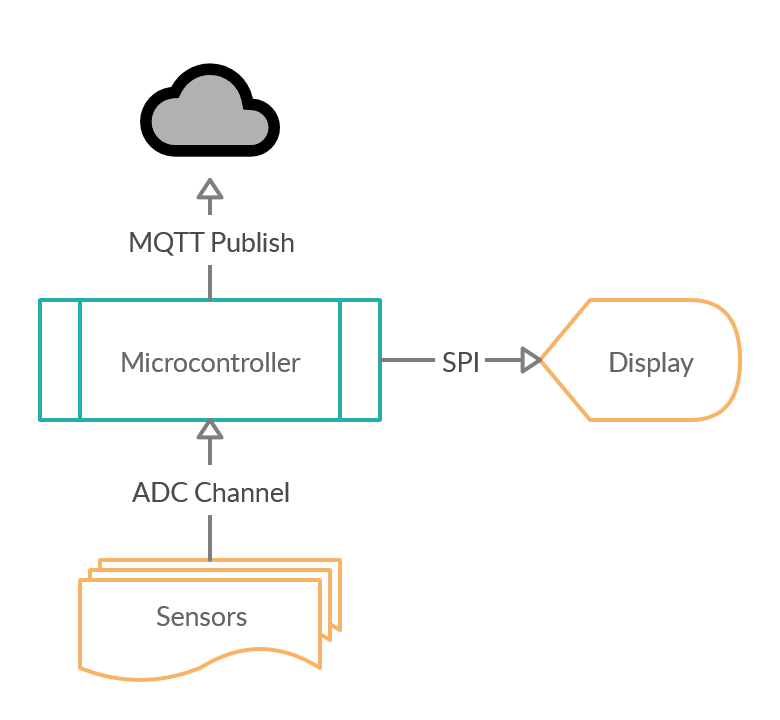 MQTT Publish
Microcontroller
SPI
Display
ADC Channel
Sensors